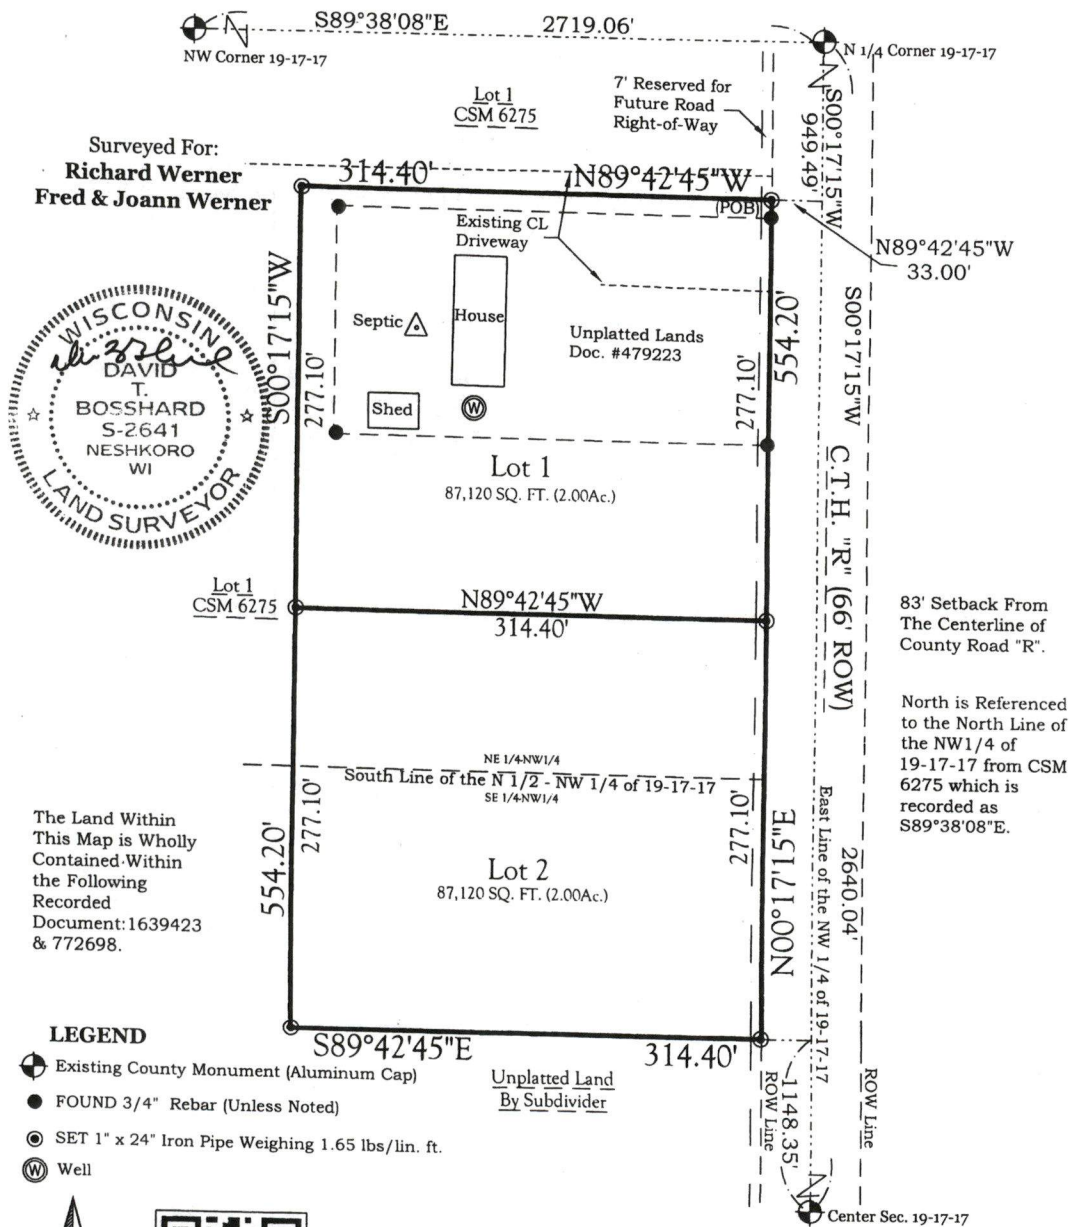 S89°38'08"E 2719.06'
NW Corner 19-17-17
N 1/4 Corner 19-17-17
Lot 1
CSM 6275
7' Reserved for
Future Road
Right-of-Way
S00°17'15"W
949.49'
Surveyed For:
Richard Werner
Fred & Joann Werner
314.40' N89°42'45"W
(POB)
Existing CL
Driveway
N89°42'45"W
33.00'
S00°17'15"W
277.10'
Septic
House
Shed
W
Unplatted Lands
Doc. #479223
277.10'
554.20'
S00°17'15"W
C.T.H. "R" (66' ROW)
WISCONSIN
DAVID
T.
BOSSHARD
S-2641
NESHKORO
WI
LAND SURVEYOR
Lot 1
87,120 SQ. FT. (2.00Ac.)
Lot 1
CSM 6275
N89°42'45"W
314.40'
83' Setback From
The Centerline of
County Road "R".
North is Referenced
to the North Line of
the NW1/4 of
19-17-17 from CSM
6275 which is
recorded as
S89°38'08"E.
NE 1/4-NW1/4
South Line of the N 1/2 - NW 1/4 of 19-17-17
SE 1/4-NW1/4
The Land Within
This Map is Wholly
Contained Within
the Following
Recorded
Document:1639423
& 772698.
554.20'
277.10'
Lot 2
87,120 SQ. FT. (2.00Ac.)
277.10'
N00°17'15"E
East Line of the NW 1/4 of 19-17-17
2640.04'
S89°42'45"E 314.40'
Unplatted Land
By Subdivider
ROW Line
1148.35'
ROW Line
Center Sec. 19-17-17
LEGEND
Existing County Monument (Aluminum Cap)
FOUND 3/4" Rebar (Unless Noted)
SET 1" x 24" Iron Pipe Weighing 1.65 lbs/lin. ft.
W Well